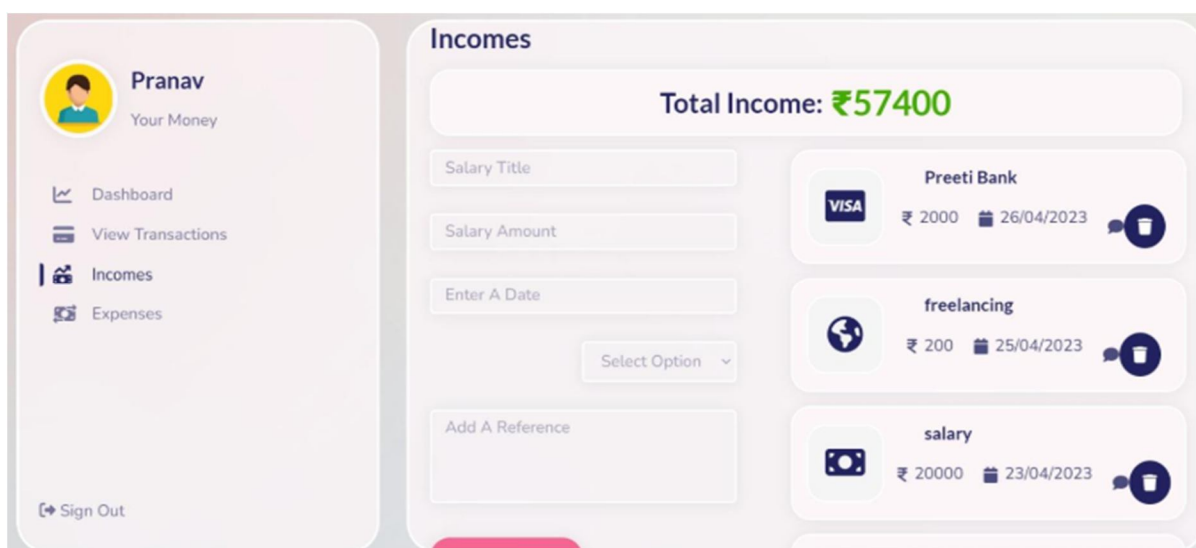 Pranav
Your Money
Dashboard
View Transactions
Incomes
Expenses
Sign Out
Incomes
Total Income: ₹57400
Salary Title
Salary Amount
Enter A Date
Select Option
Add A Reference
Preeti Bank
VISA
₹ 2000 26/04/2023
freelancing
₹ 200 25/04/2023
salary
₹ 20000 23/04/2023